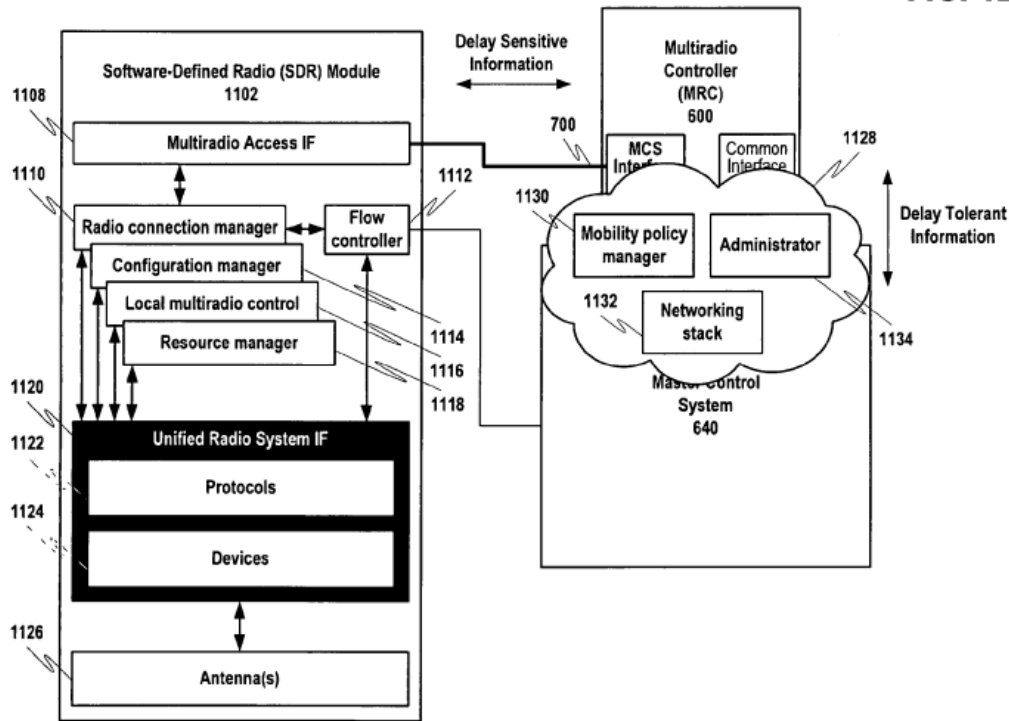 Software-Defined Radio (SDR) Module
1102
1108
Multiradio Access IF
1110
Radio connection manager
1112
Flow
controller
Configuration manager
1114
Local multiradio control
1116
Resource manager
1118
1120
Unified Radio System IF
1122
Protocols
1124
Devices
1126
Antenna(s)
Delay Sensitive
Information
700
Multiradio
Controller
(MRC)
600
MCS
Common
Interface
1128
1130
Mobility policy
manager
Administrator
1132
Networking
stack
1134
Delay Tolerant
Information
Control
System
640